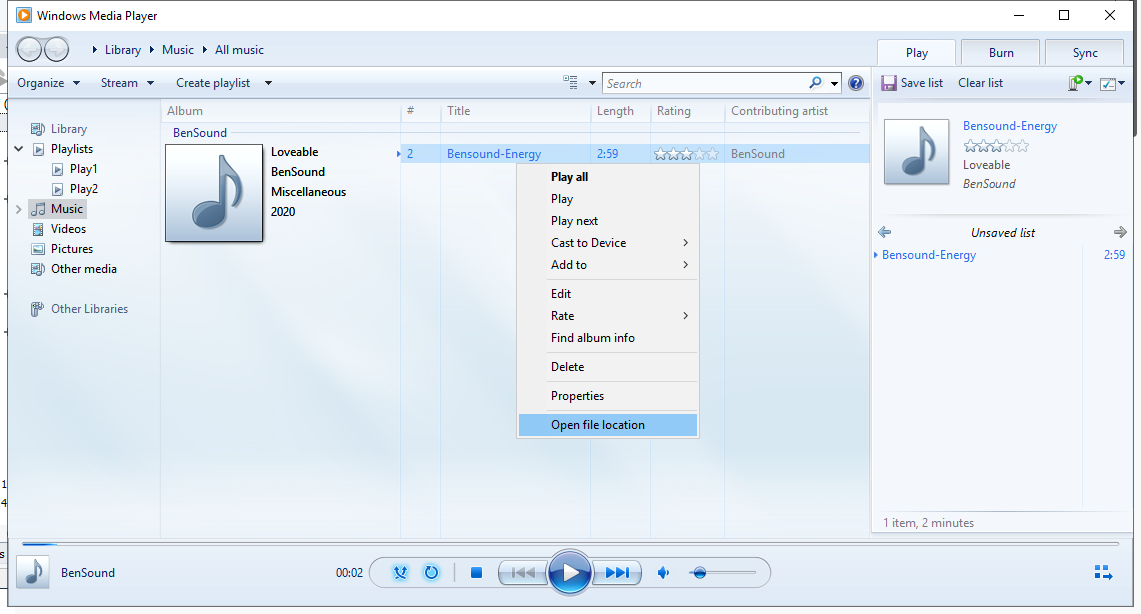 Windows Media Player
Library Music All music
Play Burn Sync
Organize Stream Create playlist Search Save list Clear list
Album # Title Length Rating Contributing artist
Library
Playlists
Play1
Play2
Music
Videos
Pictures
Other media
Other Libraries
BenSound
Loveable
BenSound
Miscellaneous
2020
2 Bensound-Energy 2:59 BenSound
Play all
Play
Play next
Cast to Device
Add to
Edit
Rate
Find album info
Delete
Properties
Open file location
Bensound-Energy
Loveable
BenSound
Unsaved list
Bensound-Energy 2:59
1 item, 2 minutes
BenSound 00:02